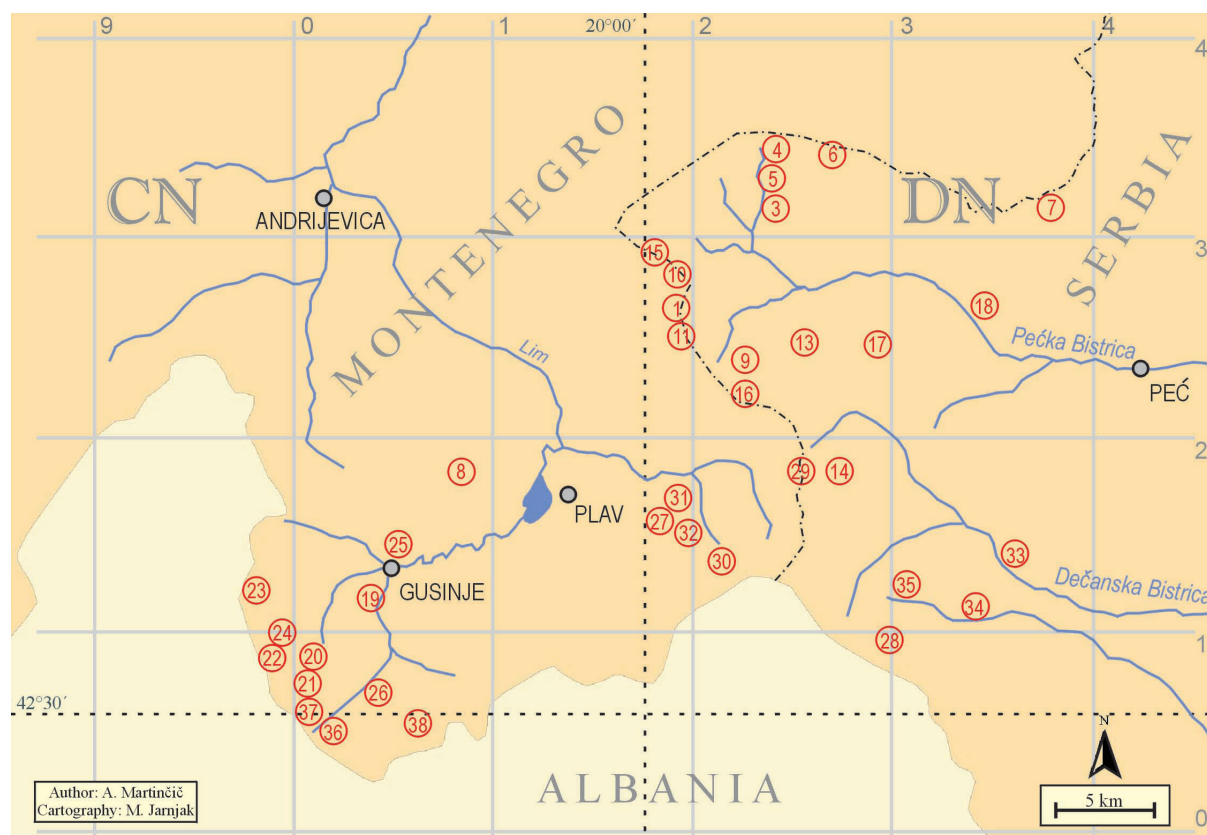 9 0 1 20°00´ 2 3 4
4
4 6
5
CN DN
3 7
ANDRIJEVICA
MONTENEGRO
SERBIA
3
15
10
1 18
11 13 17
Lim
Pećka Bistrica
9
PEĆ
16
2
8 29 14
31
PLAV
27 32
25 30 33
GUSINJE
23 19 35
Dečanska Bistrica
34
24 1
22 20 28
21 26
42°30´
37 38
36
N
ALBANIA
5 km
Author: A. Martinčič
Cartography: M. Jarnjak
0